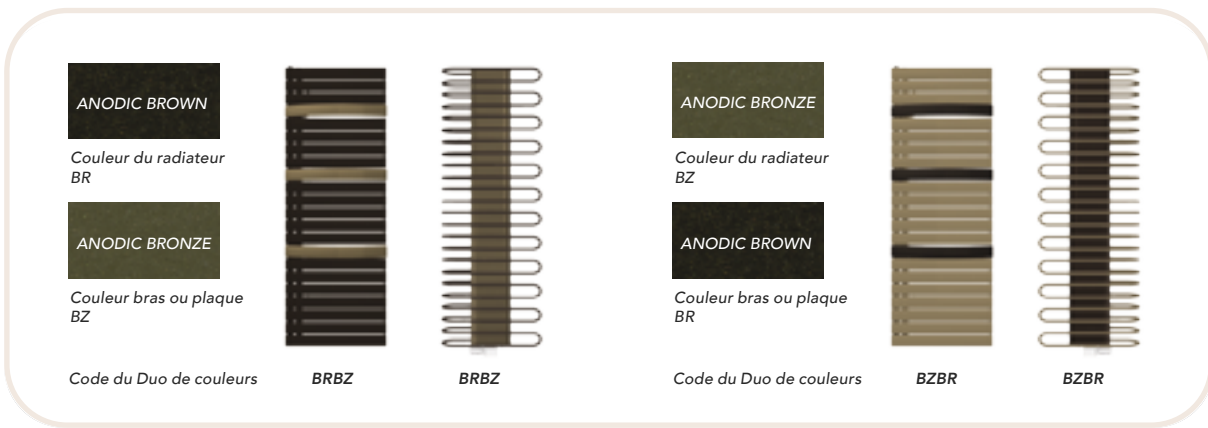 ANODIC BROWN
Couleur du radiateur
BR
ANODIC BRONZE
Couleur bras ou plaque
BZ
Code du Duo de couleurs
BRBZ
BRBZ
ANODIC BRONZE
Couleur du radiateur
BZ
ANODIC BROWN
Couleur bras ou plaque
BR
Code du Duo de couleurs
BZBR
BZBR